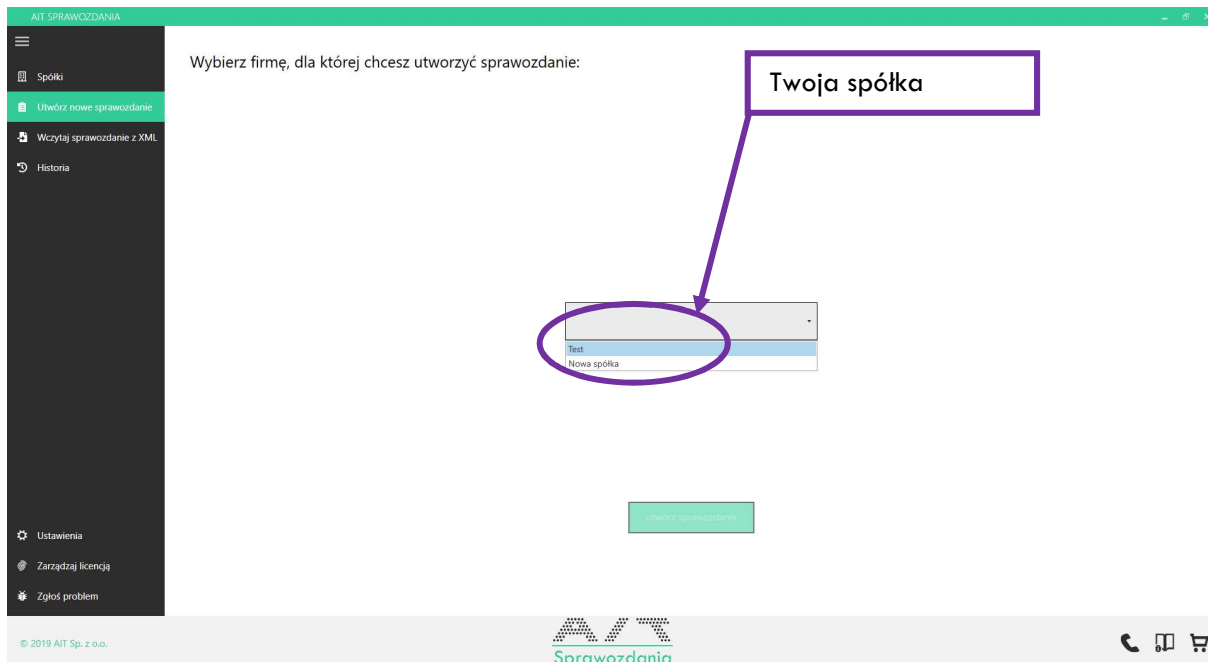 AIT SPRAWOZDANIA
Spółki
Utwórz nowe sprawozdanie
Wczytaj sprawozdanie z XML
Historia
Wybierz firmę, dla której chcesz utworzyć sprawozdanie:
Twoja spółka
Test
Nowa spółka
utwórz sprawozdanie
Ustawienia
Zarządzaj licencją
Zgłoś problem
© 2019 AIT Sp. z o.o.
AIT
Sprawozdania